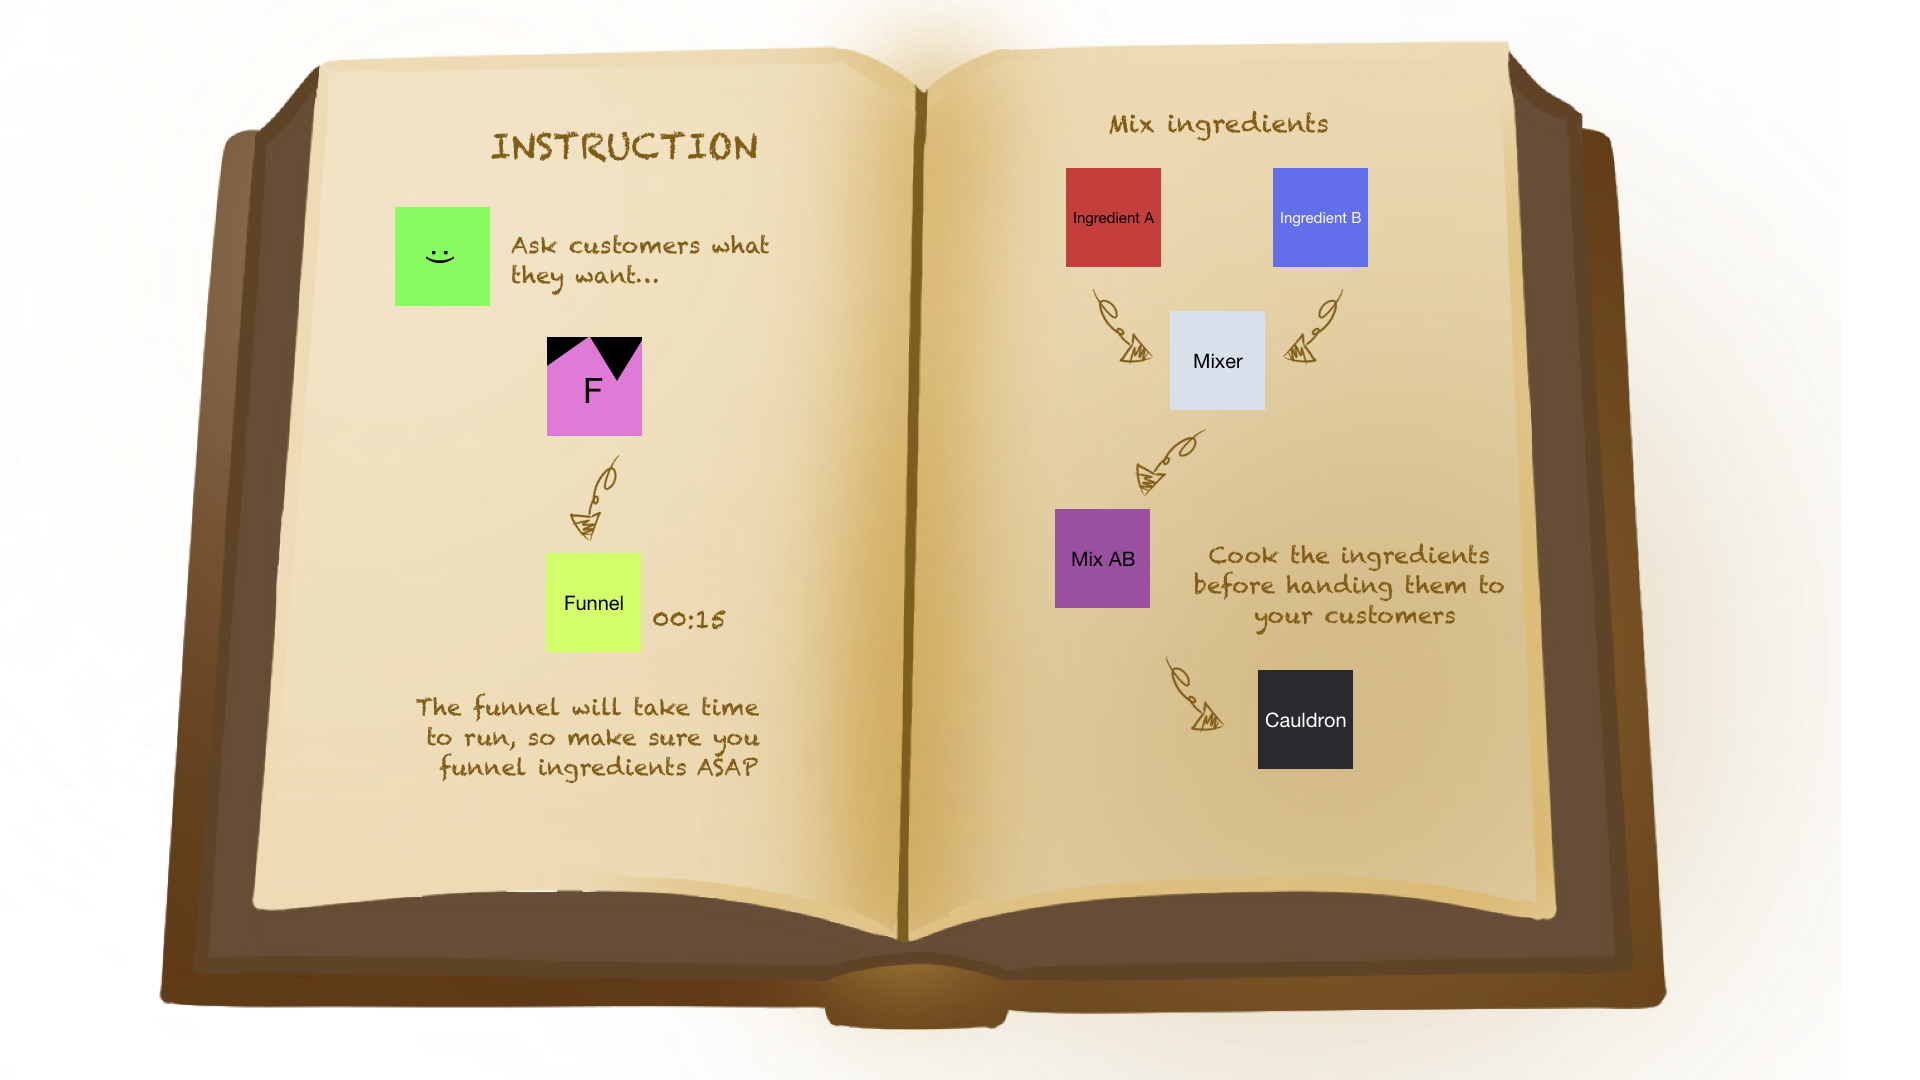 INSTRUCTION
:)
Ask customers what
they want...
F
Funnel
00:15
The funnel will take time
to run, so make sure you
funnel ingredients ASAP
Mix ingredients
Ingredient A
Ingredient B
Mixer
Mix AB
Cook the ingredients
before handing them to
your customers
Cauldron